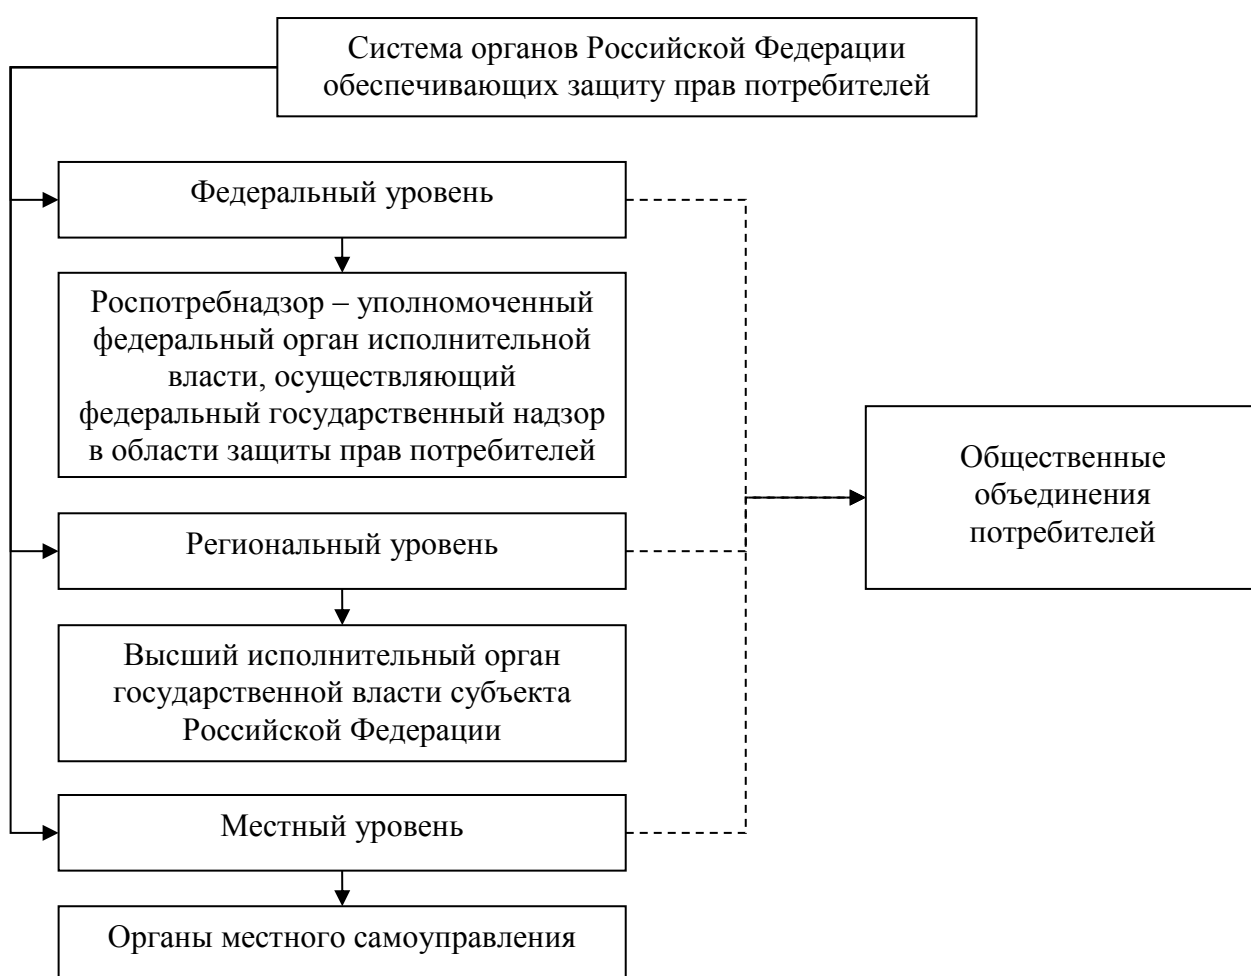 Система органов Российской Федерации
обеспечивающих защиту прав потребителей
Федеральный уровень
Роспотребнадзор – уполномоченный
федеральный орган исполнительной
власти, осуществляющий
федеральный государственный надзор
в области защиты прав потребителей
Региональный уровень
Высший исполнительный орган
государственной власти субъекта
Российской Федерации
Местный уровень
Органы местного самоуправления
Общественные
объединения
потребителей